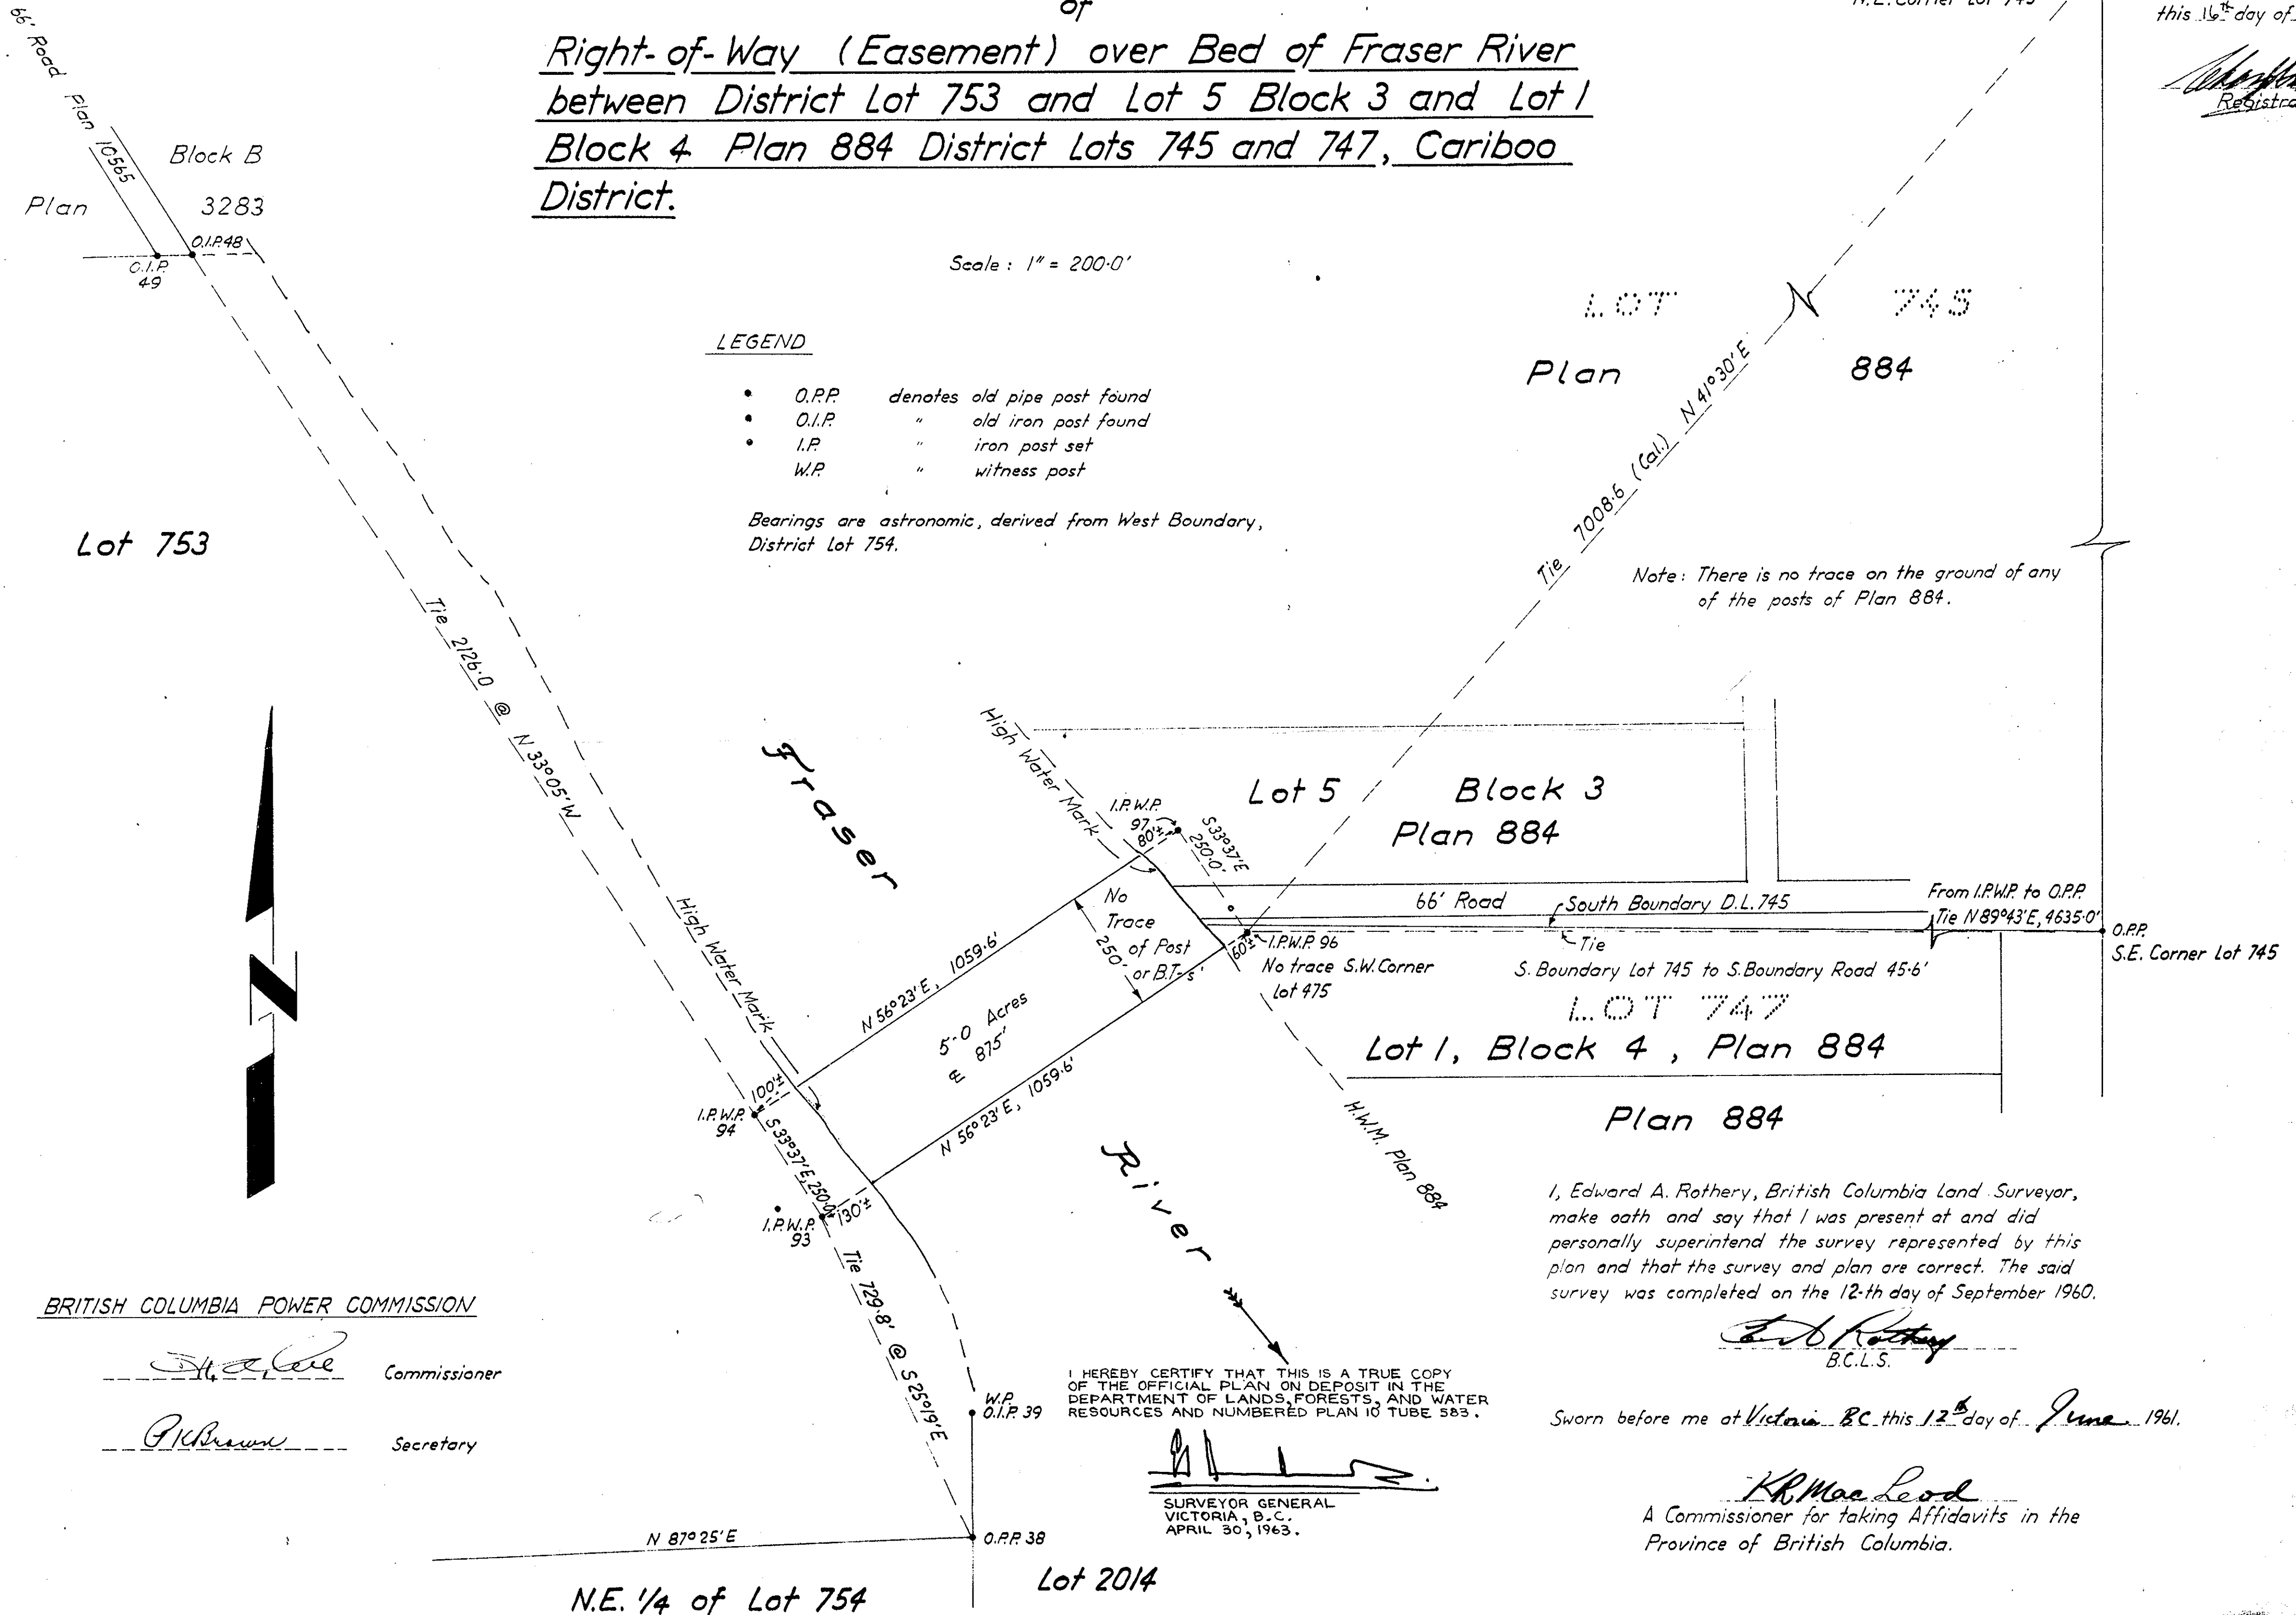 of
Right-of-Way (Easement) over Bed of Fraser River
between District Lot 753 and Lot 5 Block 3 and Lot 1
Block 4 Plan 884 District Lots 745 and 747, Cariboo
District.
Scale : 1" = 200·0'
N.E. Corner Lot 745
this 16th day of
Registra
66' Road Plan 10565
Block B
Plan 3283
O.I.P. 48
O.I.P.
49
LEGEND
O.P.P. denotes old pipe post found
O.I.P. " old iron post found
I.P. " iron post set
W.P. " witness post
Bearings are astronomic, derived from West Boundary,
District Lot 754.
LOT 745
Plan 884
Tie 7008·6 (Cal.) N 41°30' E
Note: There is no trace on the ground of any
of the posts of Plan 884.
Lot 753
Tie 2126·0 @ N 33°05' W
High Water Mark
Fraser
High Water Mark
I.P.W.P.
97
80'±
S 33°37' E
250·0'
Lot 5 Block 3
Plan 884
66' Road
South Boundary D.L. 745
From I.P.W.P. to O.P.P.
Tie N 89°43' E, 4635·0'
O.P.P.
S.E. Corner Lot 745
Tie
I.P.W.P. 96
60'±
No trace S.W. Corner
Lot 475
S. Boundary Lot 745 to S. Boundary Road 45·6'
LOT 747
Lot 1, Block 4, Plan 884
Plan 884
No
Trace
of Post
or B.T-s'
250'
N 56°23' E, 1059·6'
5·0 Acres
℄ 875'
N 56°23' E, 1059·6'
100'±
I.P.W.P.
94
S 33°37' E, 250·0'
130'±
I.P.W.P.
93
H.W.M. Plan 884
River
Tie 729·8' @ S 25°19' E
W.P.
O.I.P. 39
O.P.P. 38
N 87°25' E
N.E. 1/4 of Lot 754
Lot 2014
BRITISH COLUMBIA POWER COMMISSION
Commissioner
PKBrown Secretary
I HEREBY CERTIFY THAT THIS IS A TRUE COPY
OF THE OFFICIAL PLAN ON DEPOSIT IN THE
DEPARTMENT OF LANDS, FORESTS, AND WATER
RESOURCES AND NUMBERED PLAN 10 TUBE 583.
SURVEYOR GENERAL
VICTORIA, B.C.
APRIL 30, 1963.
I, Edward A. Rothery, British Columbia Land Surveyor,
make oath and say that I was present at and did
personally superintend the survey represented by this
plan and that the survey and plan are correct. The said
survey was completed on the 12-th day of September 1960.
B.C.L.S.
Sworn before me at Victoria BC this 12th day of June 1961.
KR MacLeod
A Commissioner for taking Affidavits in the
Province of British Columbia.